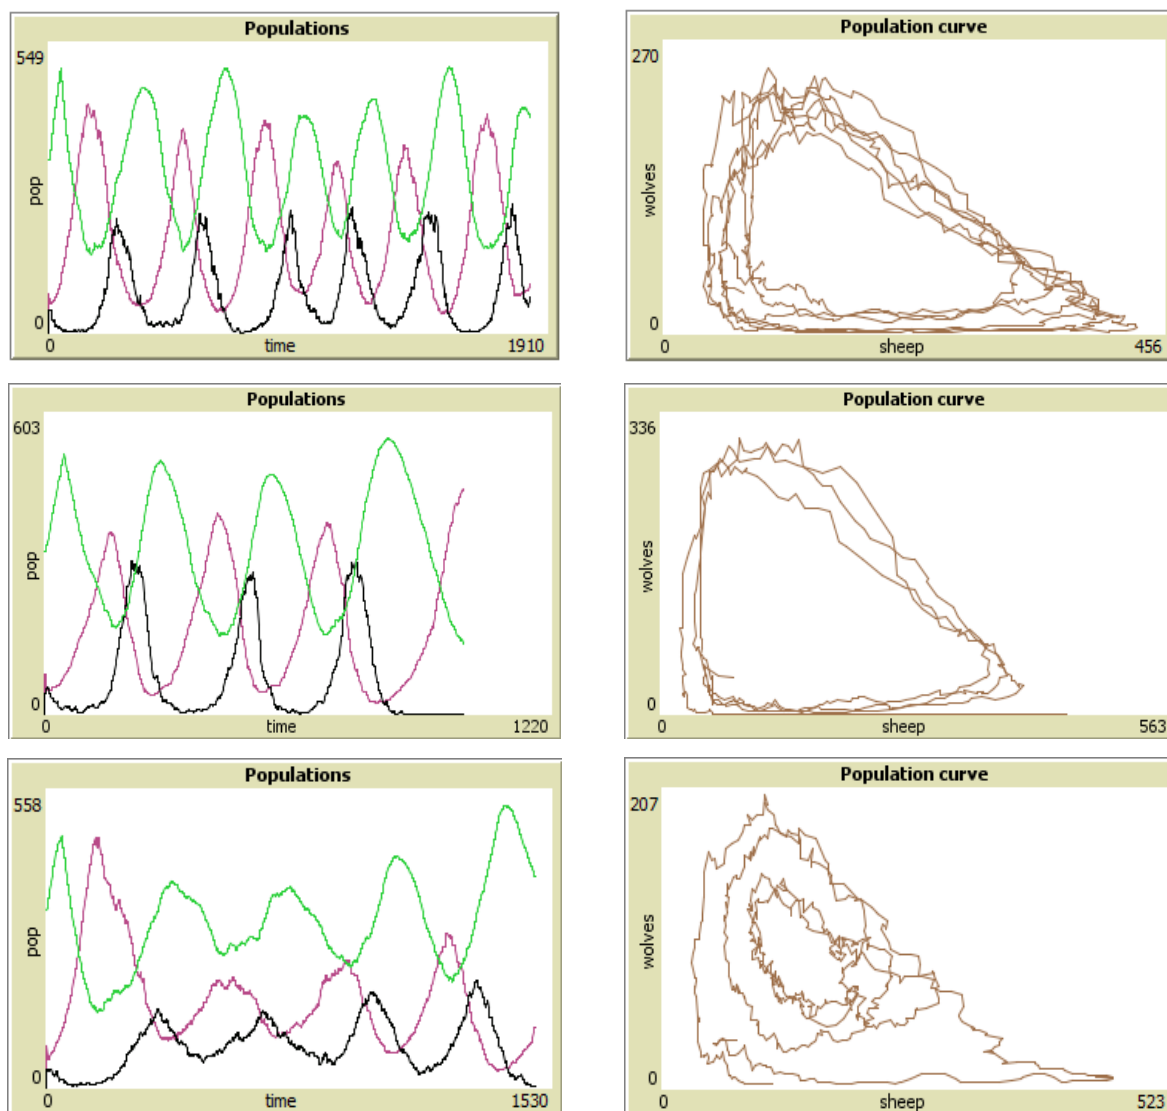 Populations
549
pop
0
0
time
1910
Population curve
270
wolves
0
0
sheep
456
Populations
603
pop
0
0
time
1220
Population curve
336
wolves
0
0
sheep
563
Populations
558
pop
0
0
time
1530
Population curve
207
wolves
0
0
sheep
523